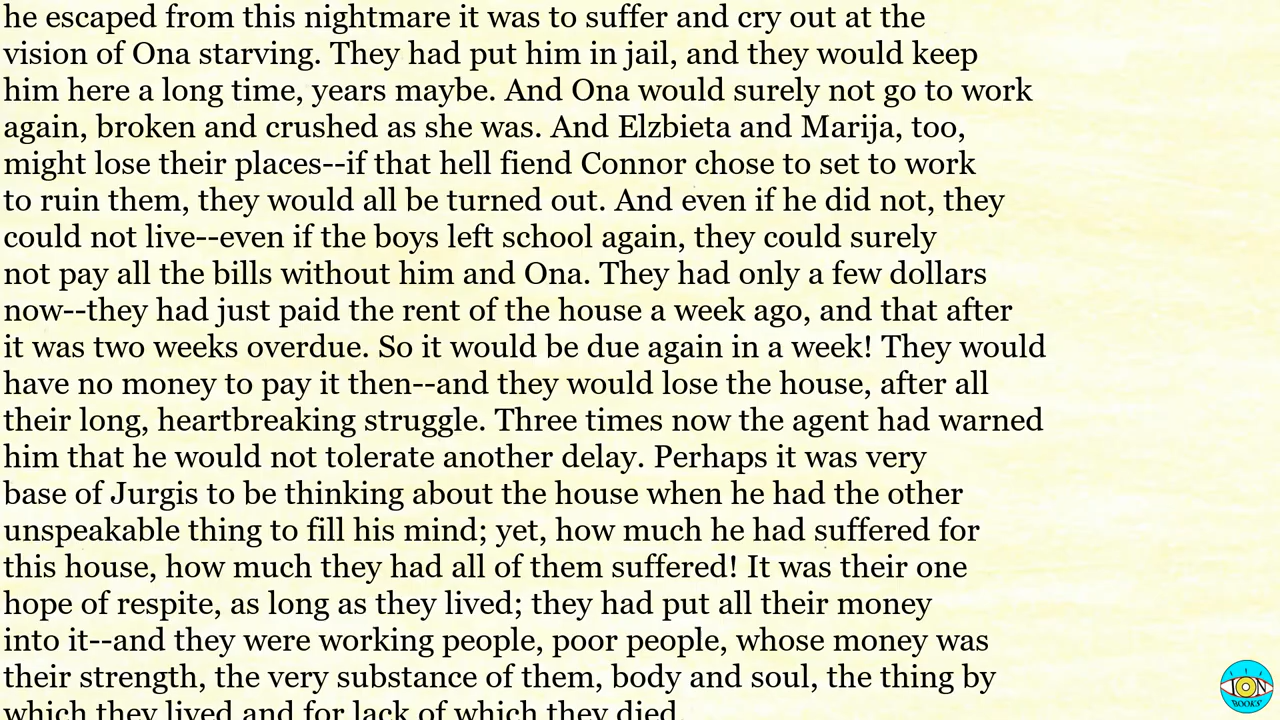 he escaped from this nightmare it was to suffer and cry out at the
vision of Ona starving. They had put him in jail, and they would keep
him here a long time, years maybe. And Ona would surely not go to work
again, broken and crushed as she was. And Elzbieta and Marija, too,
might lose their places--if that hell fiend Connor chose to set to work
to ruin them, they would all be turned out. And even if he did not, they
could not live--even if the boys left school again, they could surely
not pay all the bills without him and Ona. They had only a few dollars
now--they had just paid the rent of the house a week ago, and that after
it was two weeks overdue. So it would be due again in a week! They would
have no money to pay it then--and they would lose the house, after all
their long, heartbreaking struggle. Three times now the agent had warned
him that he would not tolerate another delay. Perhaps it was very
base of Jurgis to be thinking about the house when he had the other
unspeakable thing to fill his mind; yet, how much he had suffered for
this house, how much they had all of them suffered! It was their one
hope of respite, as long as they lived; they had put all their money
into it--and they were working people, poor people, whose money was
their strength, the very substance of them, body and soul, the thing by
which they lived and for lack of which they died.
ION
BOOKS